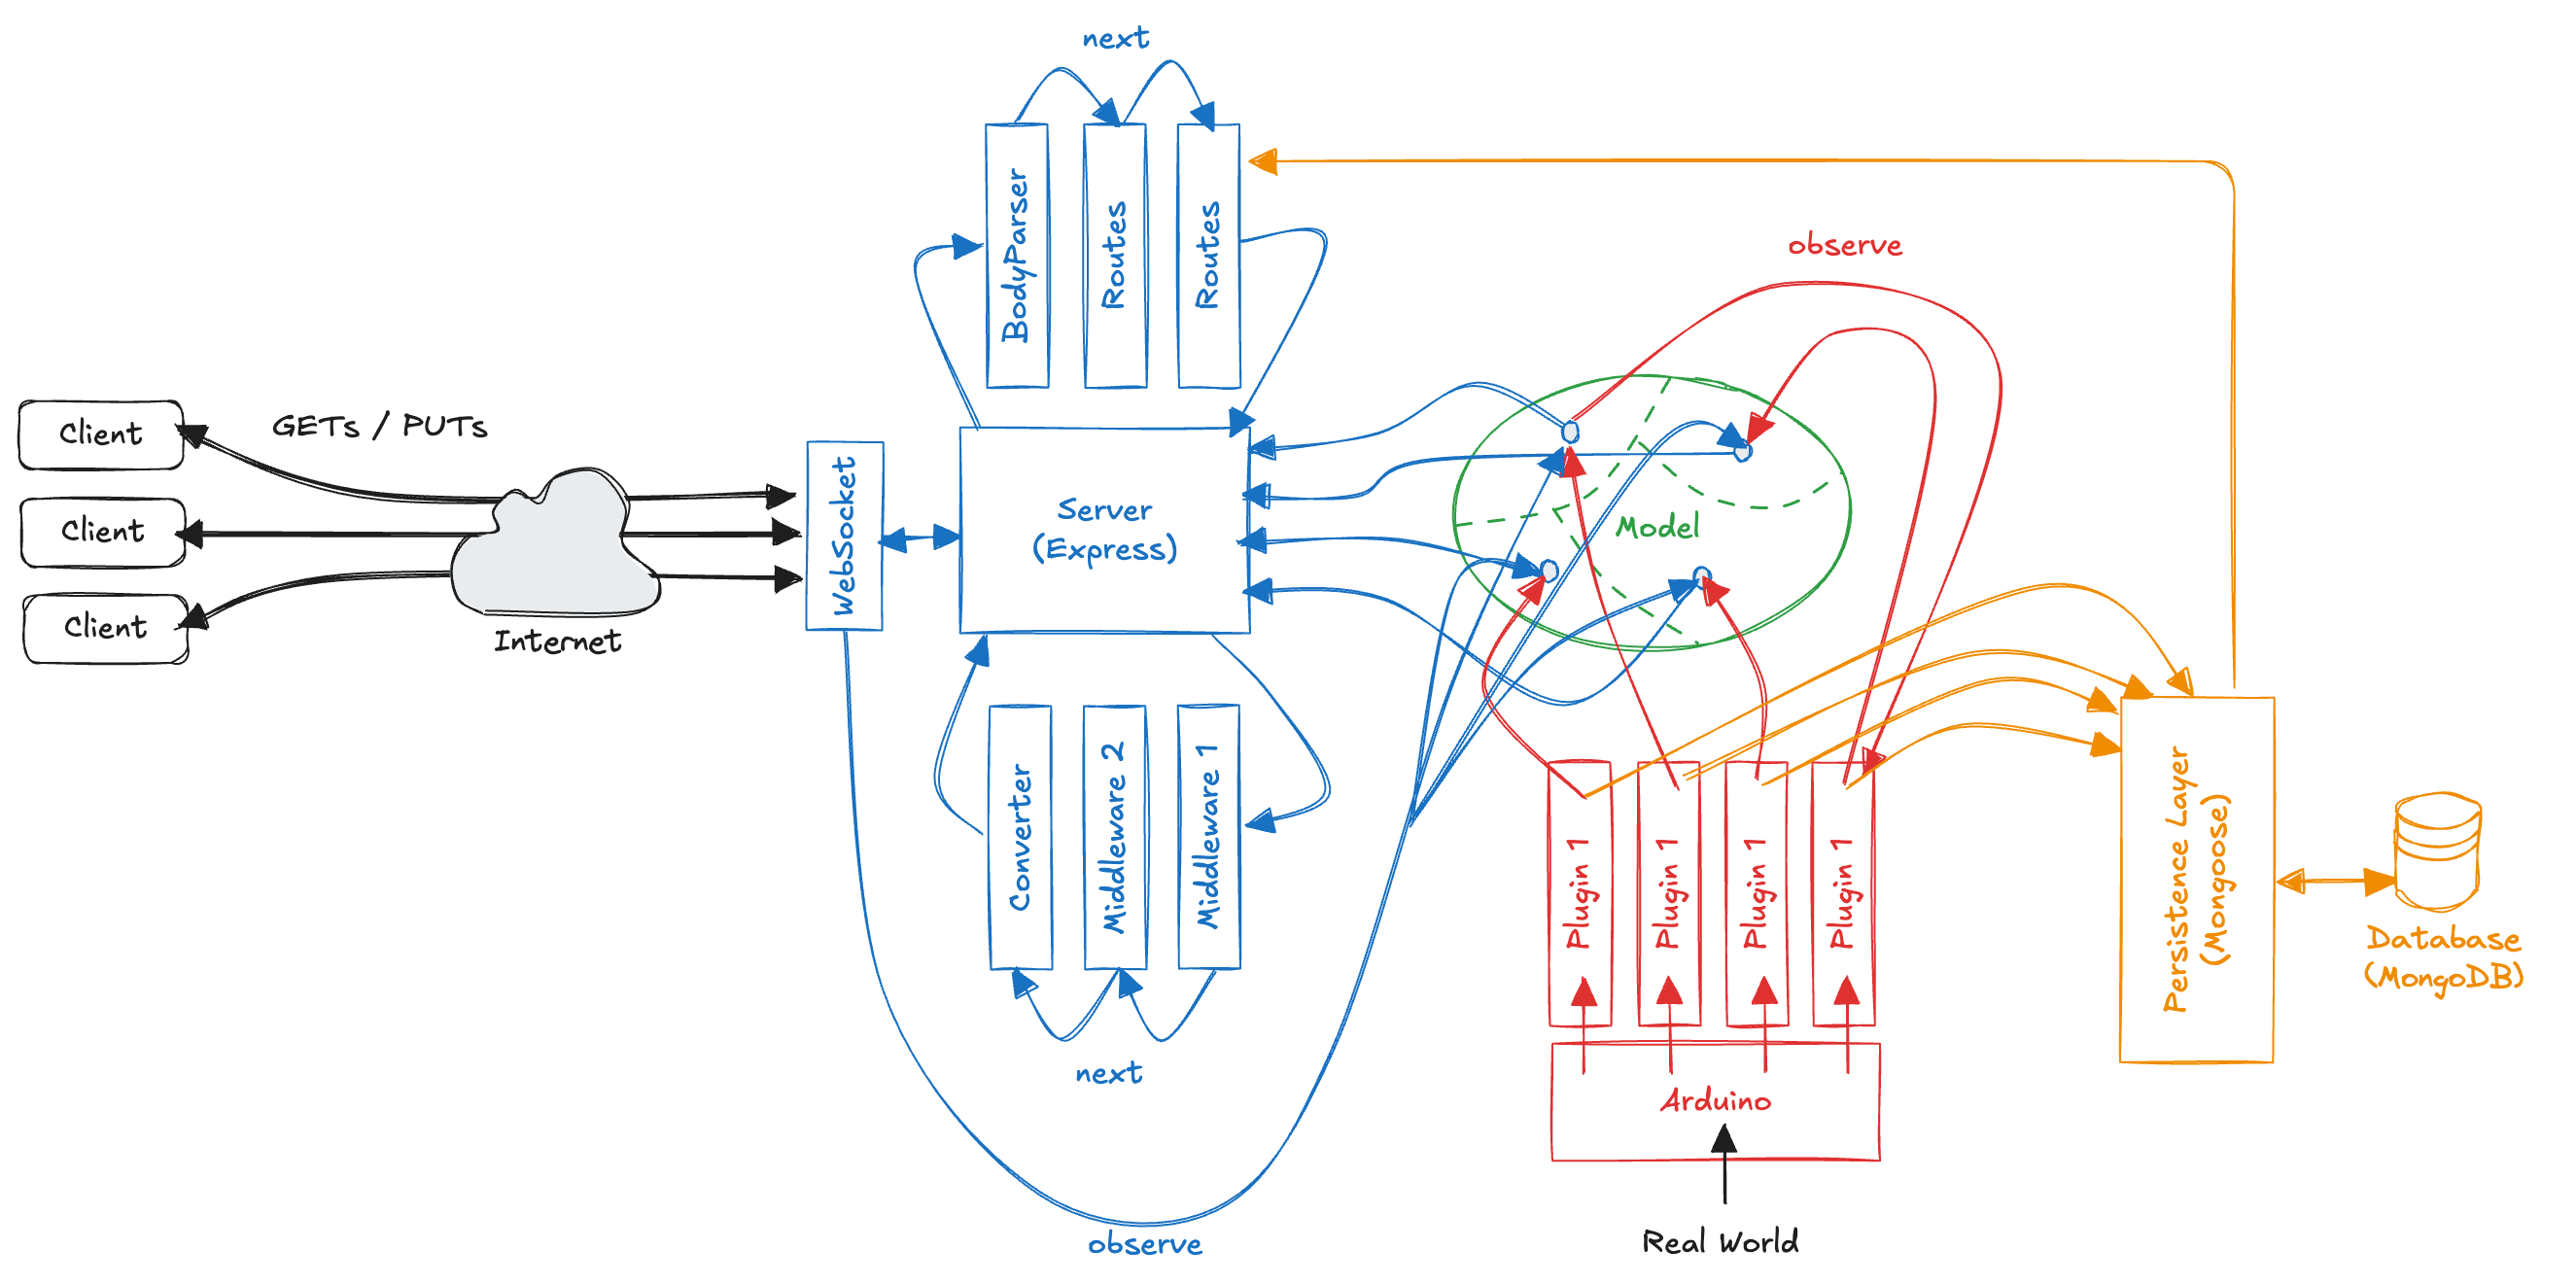 next
BodyParser
Routes
Routes
observe
Client
GETs / PUTs
Client
Client
Internet
WebSocket
Server
(Express)
Model
Converter
Middleware 2
Middleware 1
next
observe
Plugin 1
Plugin 1
Plugin 1
Plugin 1
Arduino
Real World
Persistence Layer
(Mongoose)
Database
(MongoDB)